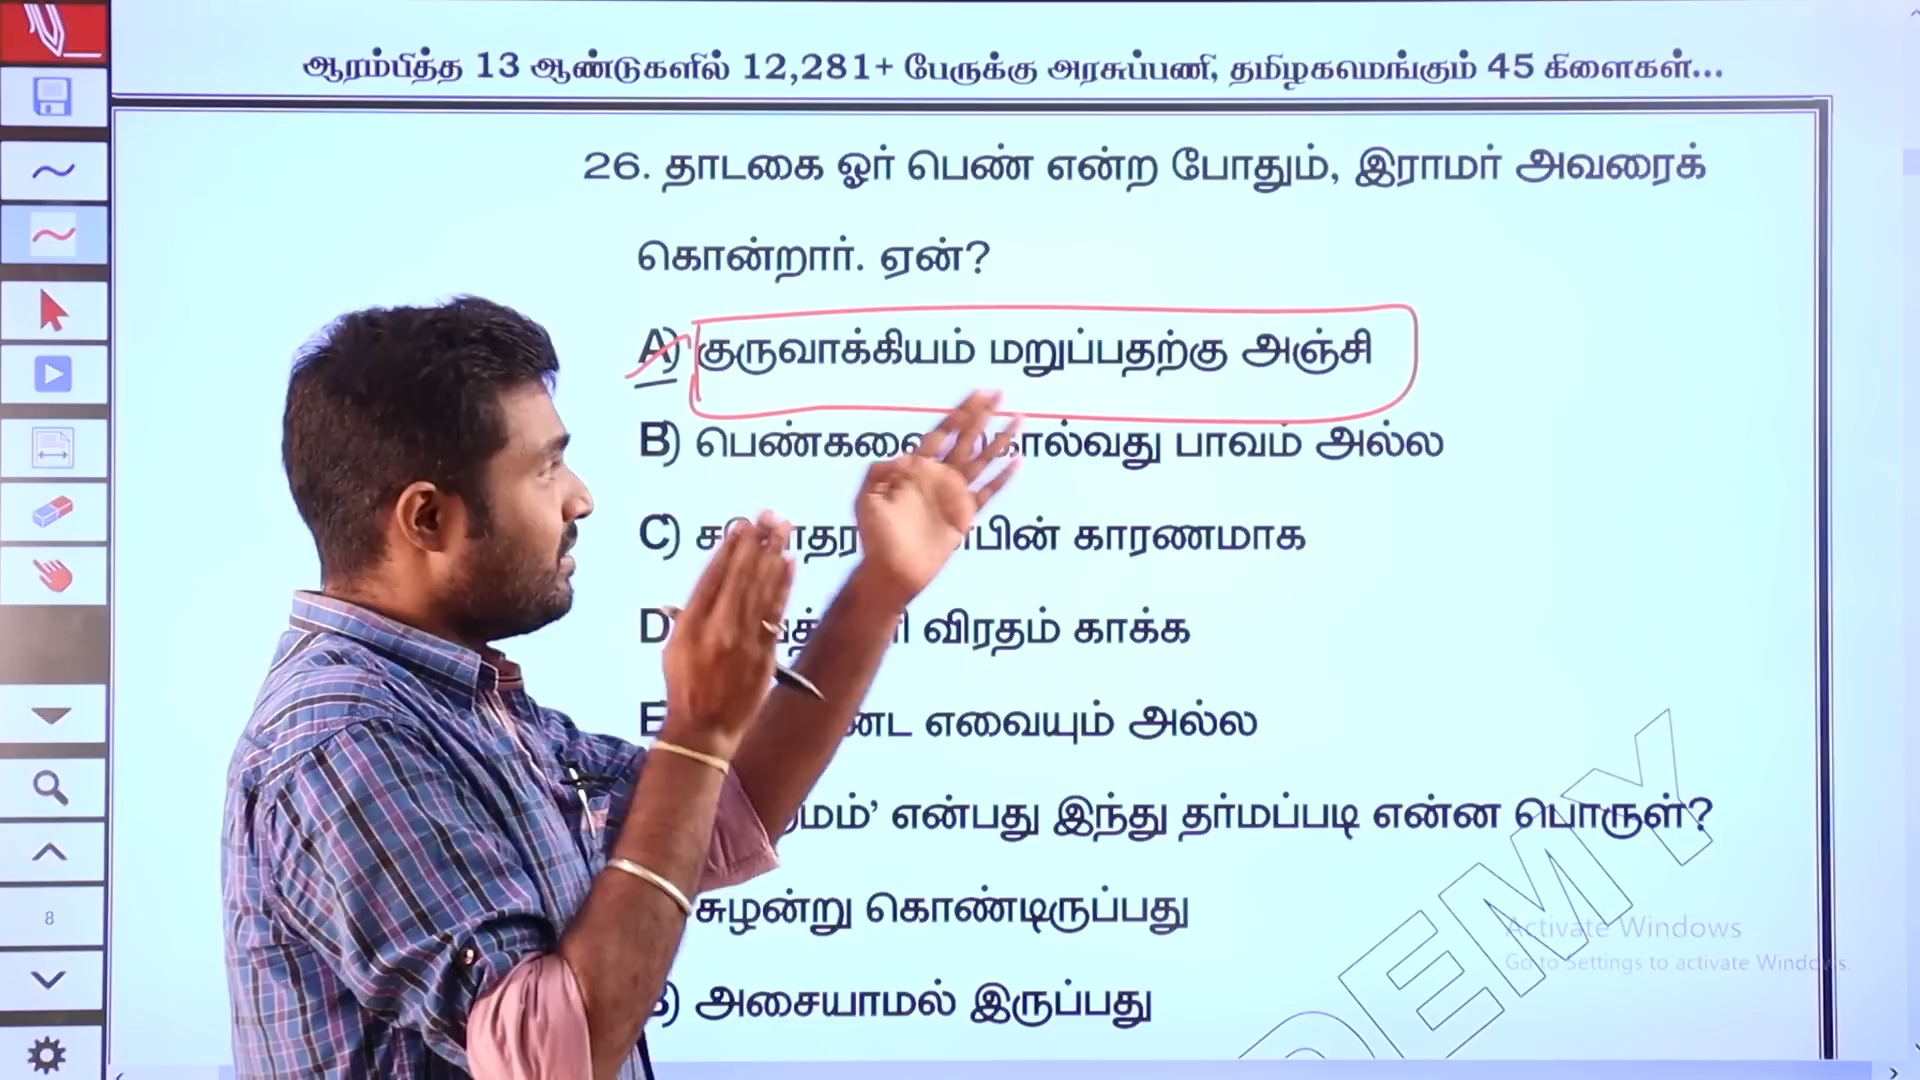 ஆரம்பித்த 13 ஆண்டுகளில் 12,281+ பேருக்கு அரசுப்பணி, தமிழகமெங்கும் 45 கிளைகள்...
26. தாடகை ஓர் பெண் என்ற போதும், இராமர் அவரைக்
கொன்றார். ஏன்?
A) குருவாக்கியம் மறுப்பதற்கு அஞ்சி
B) பாவம் அல்ல
C) காரணமாக
விரதம் காக்க
எவையும் அல்ல
என்பது இந்து தர்மப்படி என்ன பொருள்?
சுழன்று கொண்டிருப்பது
B) அசையாமல் இருப்பது
8
Activate Windows
Go to Settings to activate Windows.
DEMY